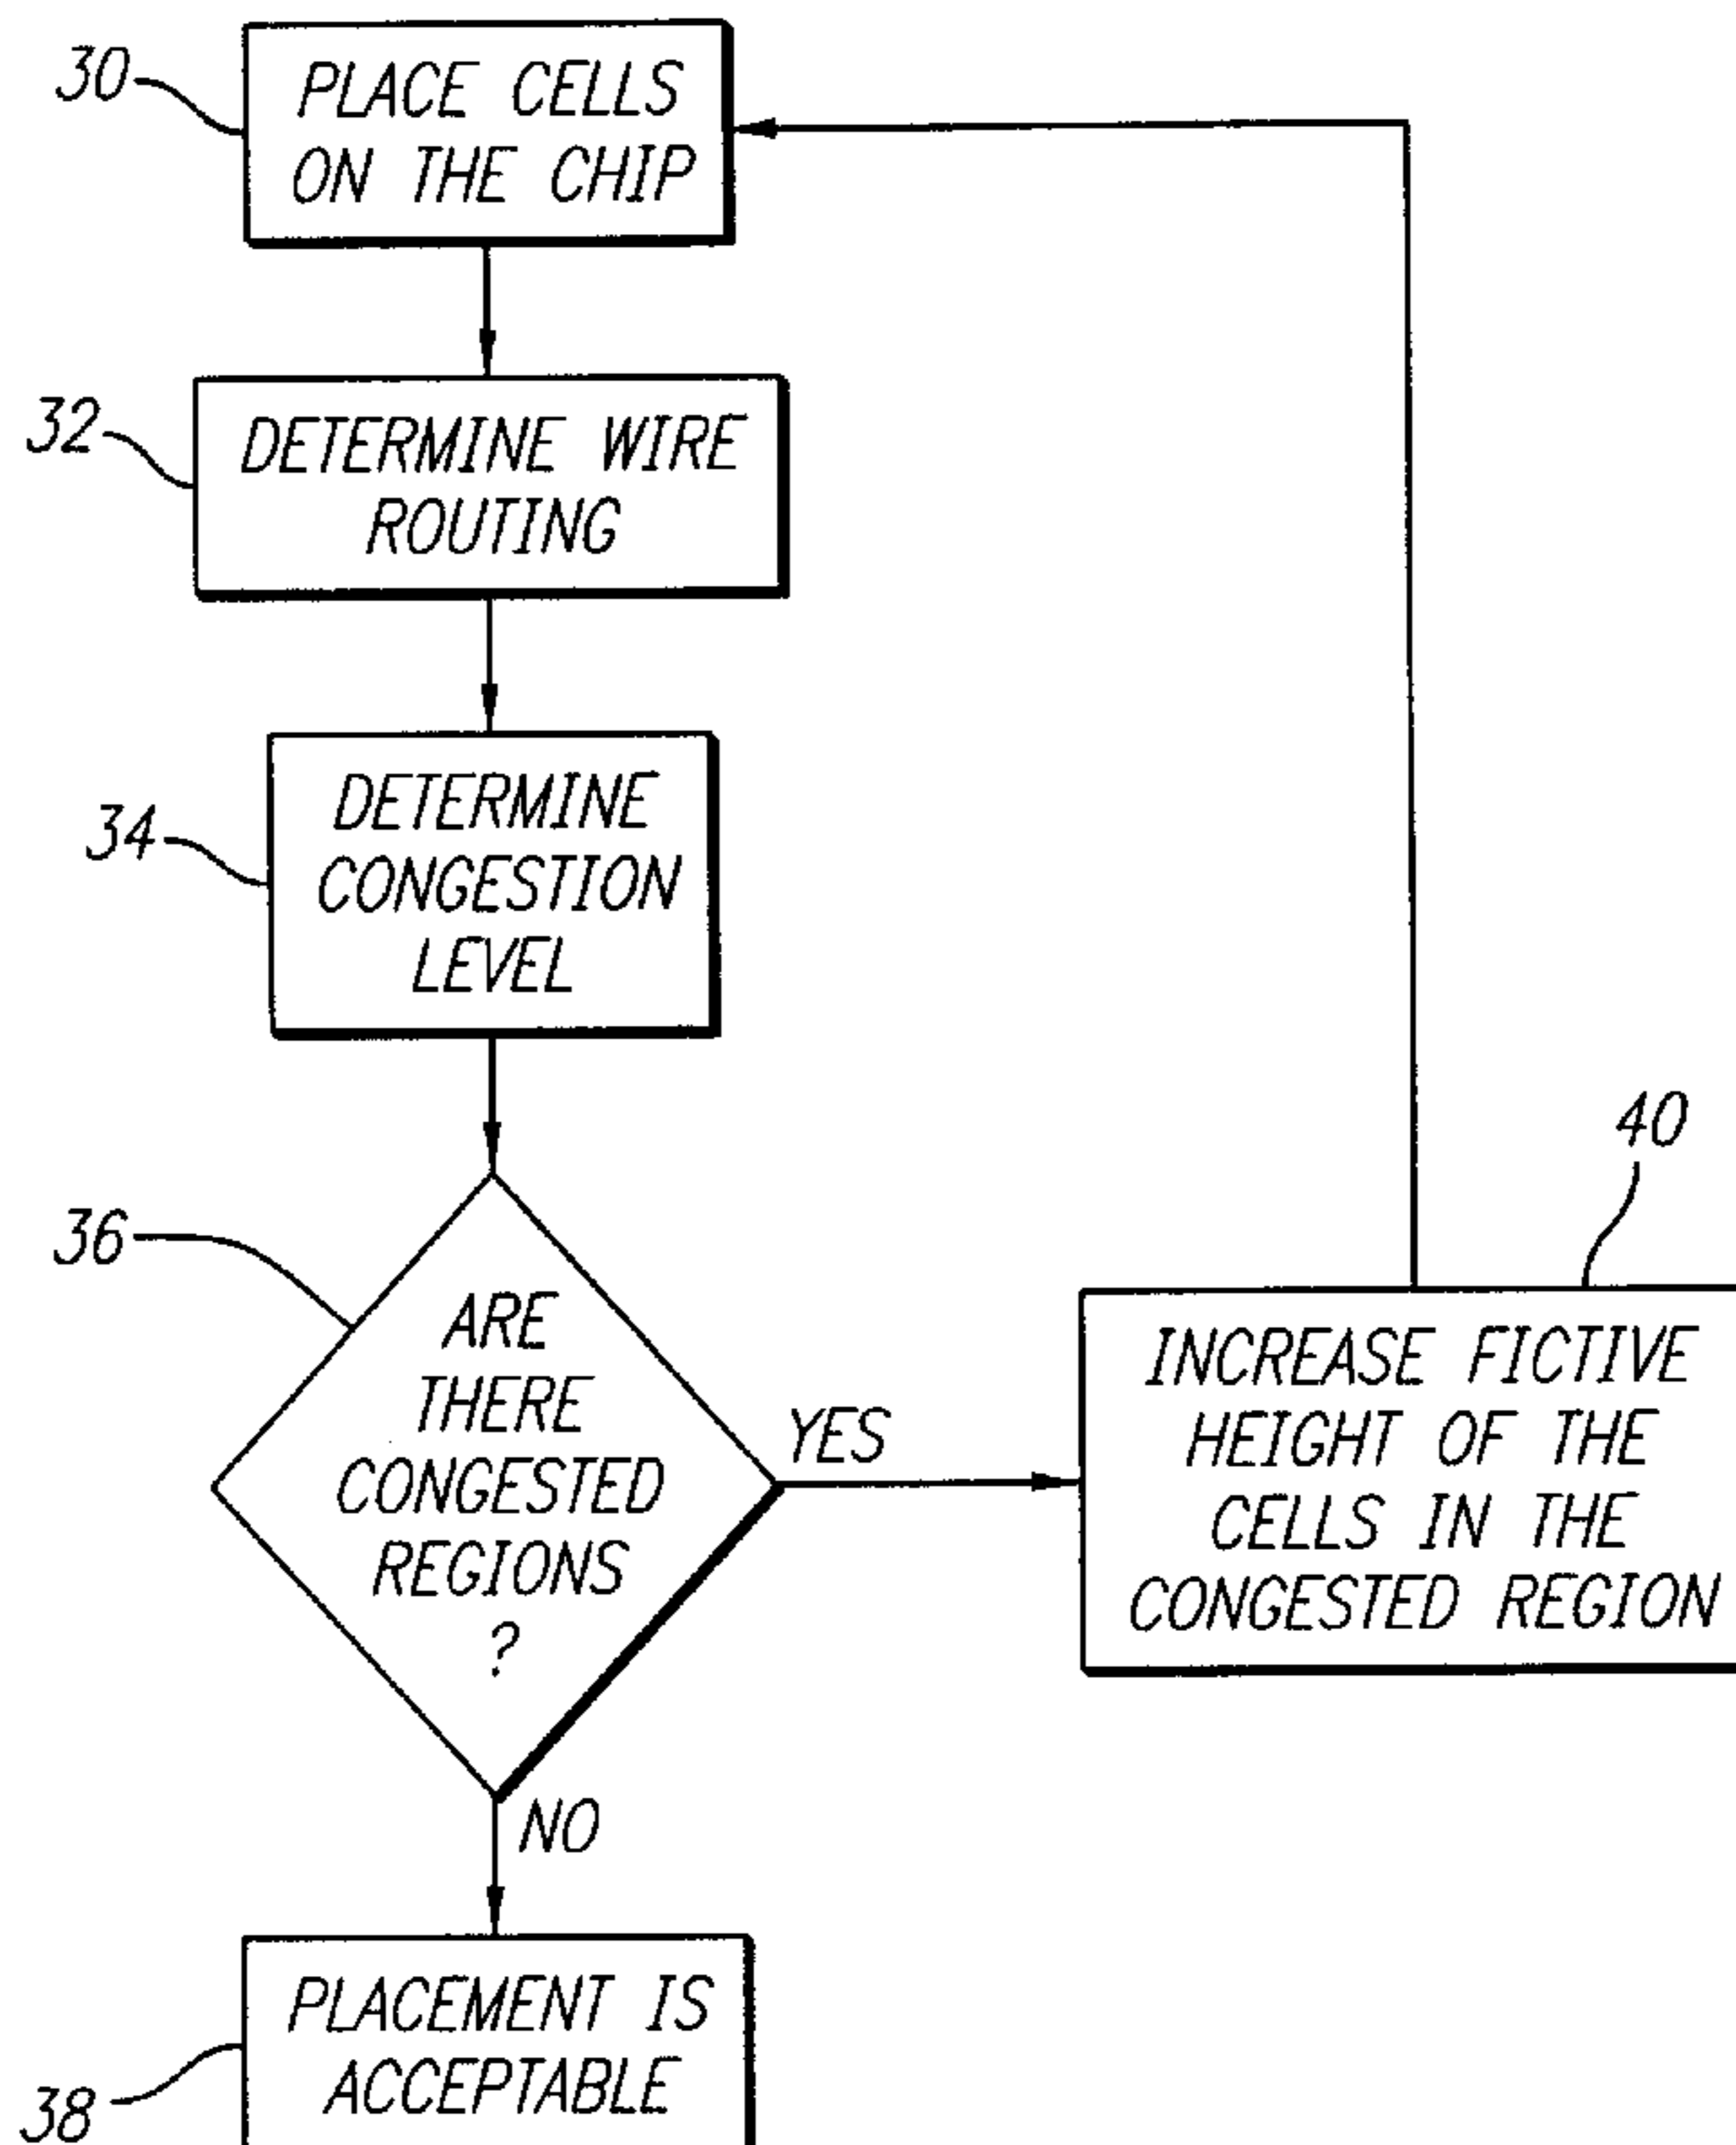 30
PLACE CELLS
ON THE CHIP
32
DETERMINE WIRE
ROUTING
34
DETERMINE
CONGESTION
LEVEL
36
ARE
THERE
CONGESTED
REGIONS
?
YES
40
INCREASE FICTIVE
HEIGHT OF THE
CELLS IN THE
CONGESTED REGION
NO
PLACEMENT IS
ACCEPTABLE
38